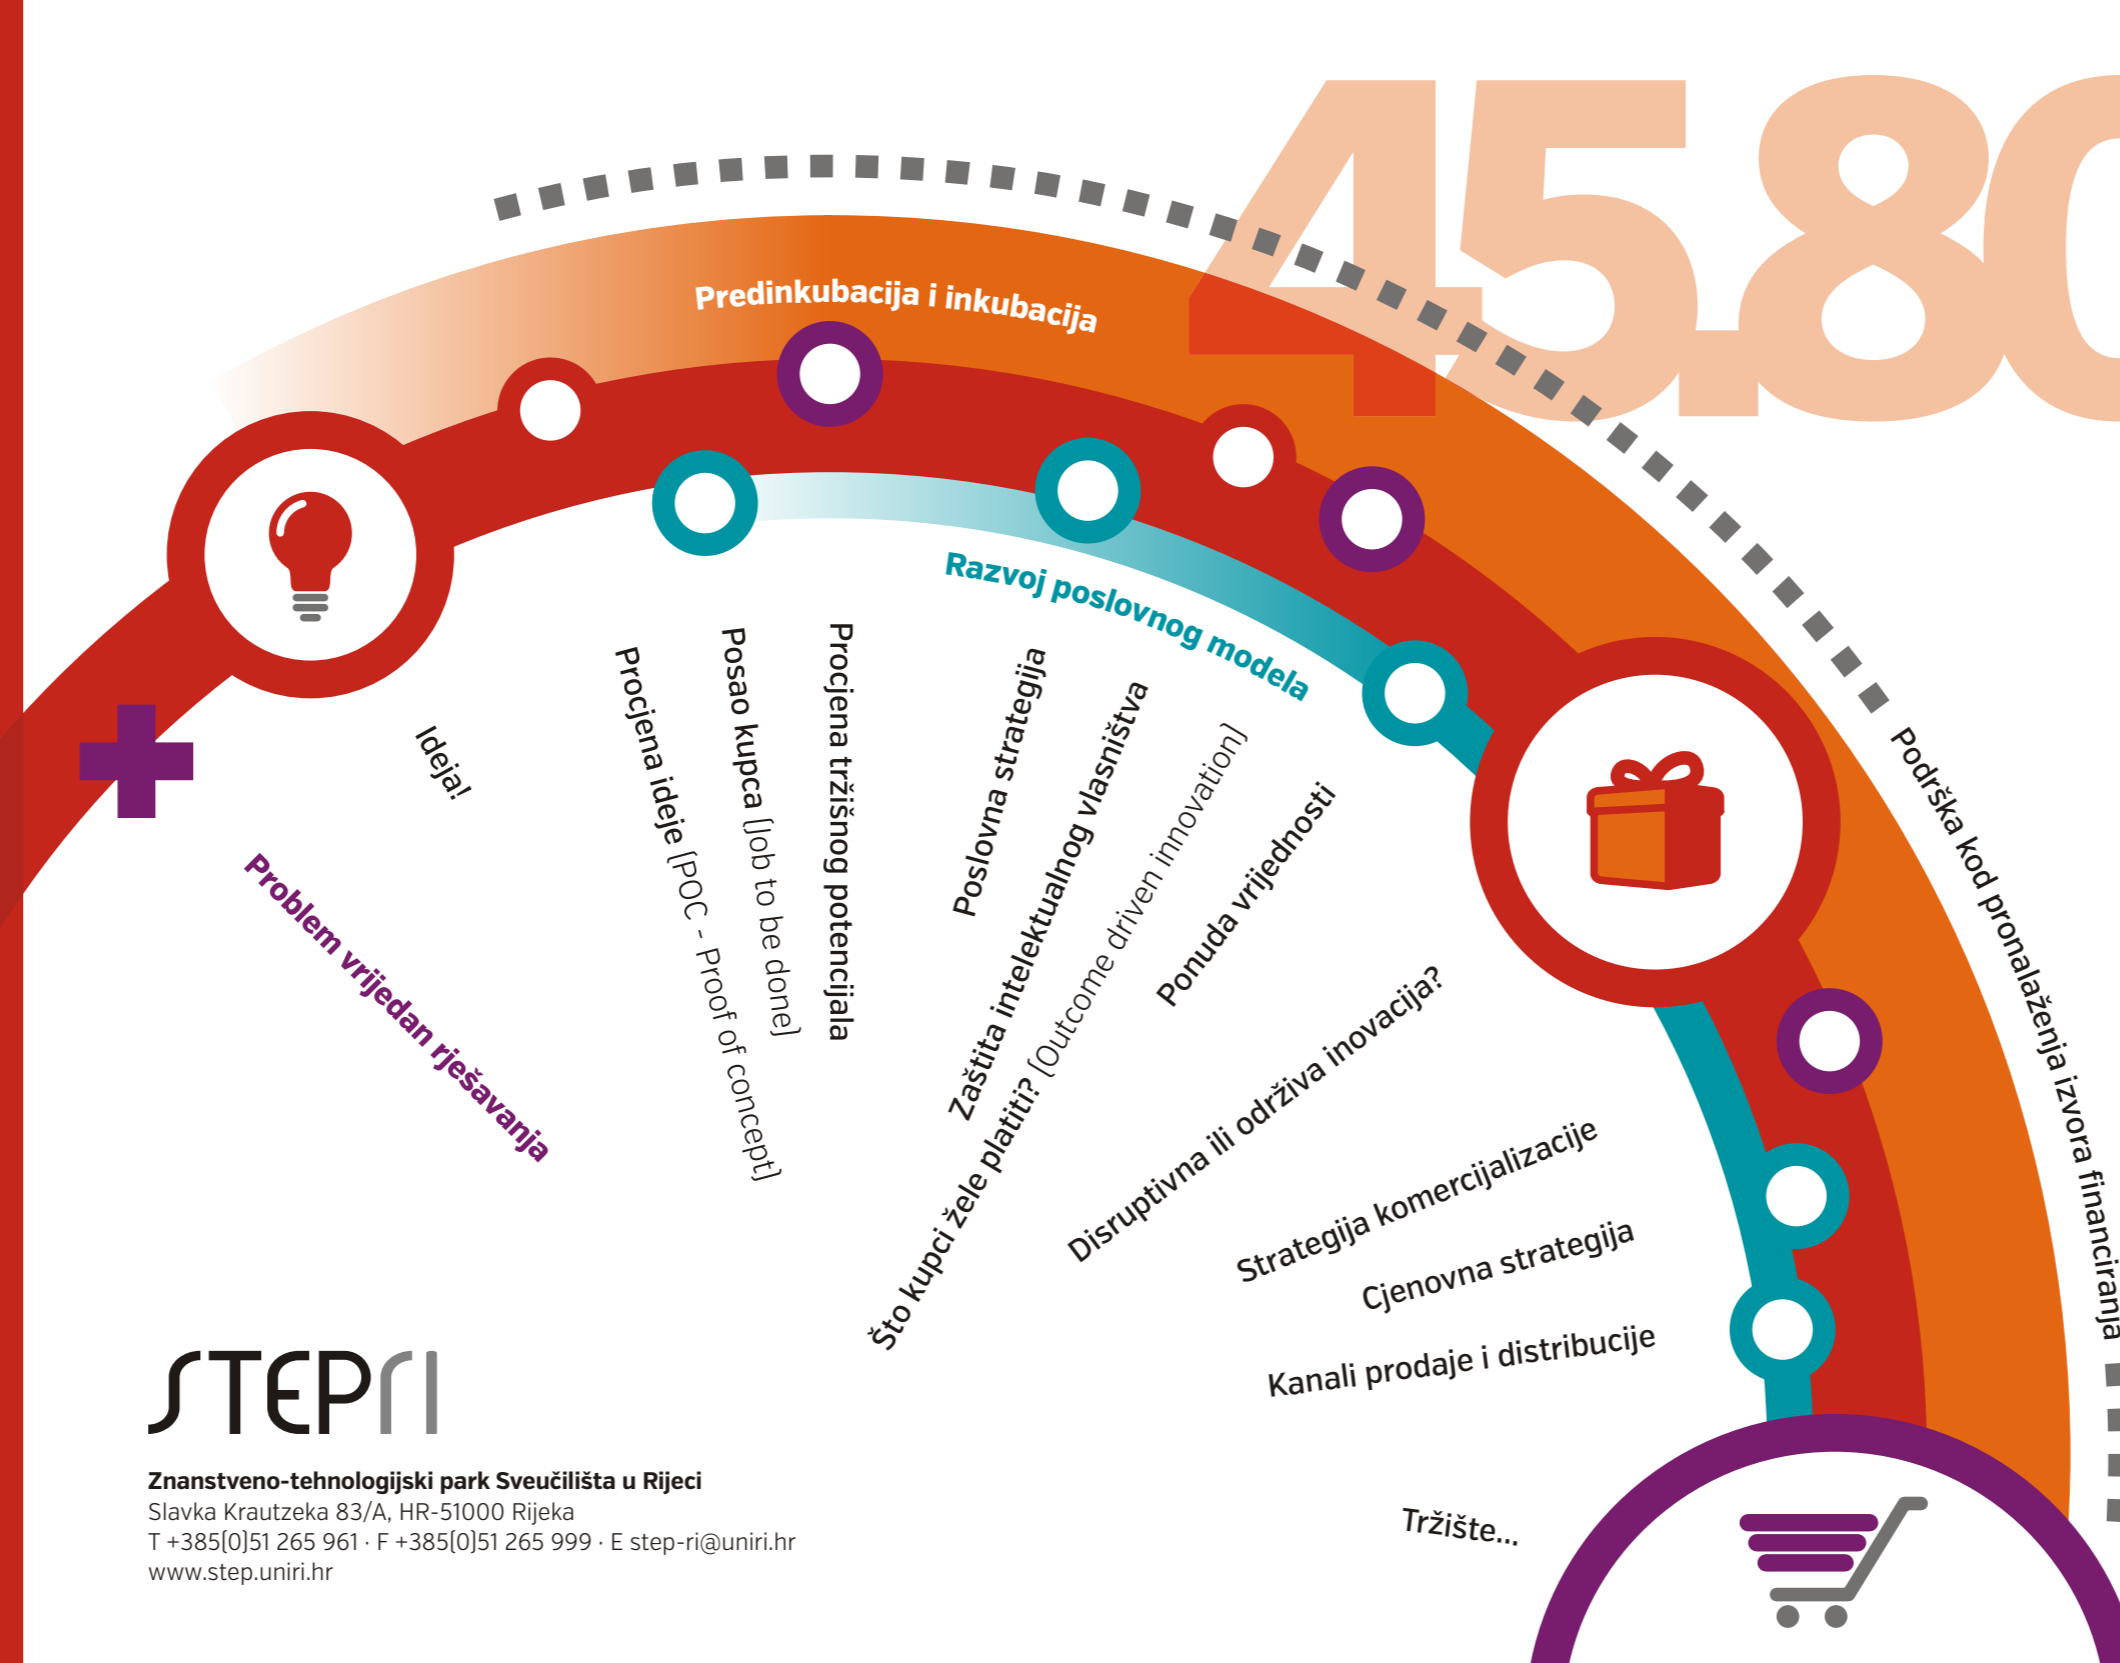 45.80
Predinkubacija i inkubacija
Razvoj poslovnog modela
Podrška kod pronalaženja izvora financiranja
Problem vrijedan rješavanja
Ideja!
Procjena ideje (POC - Proof of concept)
Posao kupca (Job to be done)
Procjena tržišnog potencijala
Poslovna strategija
Zaštita intelektualnog vlasništva
Što kupci žele platiti? (Outcome driven innovation)
Ponuda vrijednosti
Disruptivna ili održiva inovacija?
Strategija komercijalizacije
Cjenovna strategija
Kanali prodaje i distribucije
Tržište...
STEPRI
Znanstveno-tehnologijski park Sveučilišta u Rijeci
Slavka Krautzeka 83/A, HR-51000 Rijeka
T +385(0)51 265 961 · F +385(0)51 265 999 · E step-ri@uniri.hr
www.step.uniri.hr